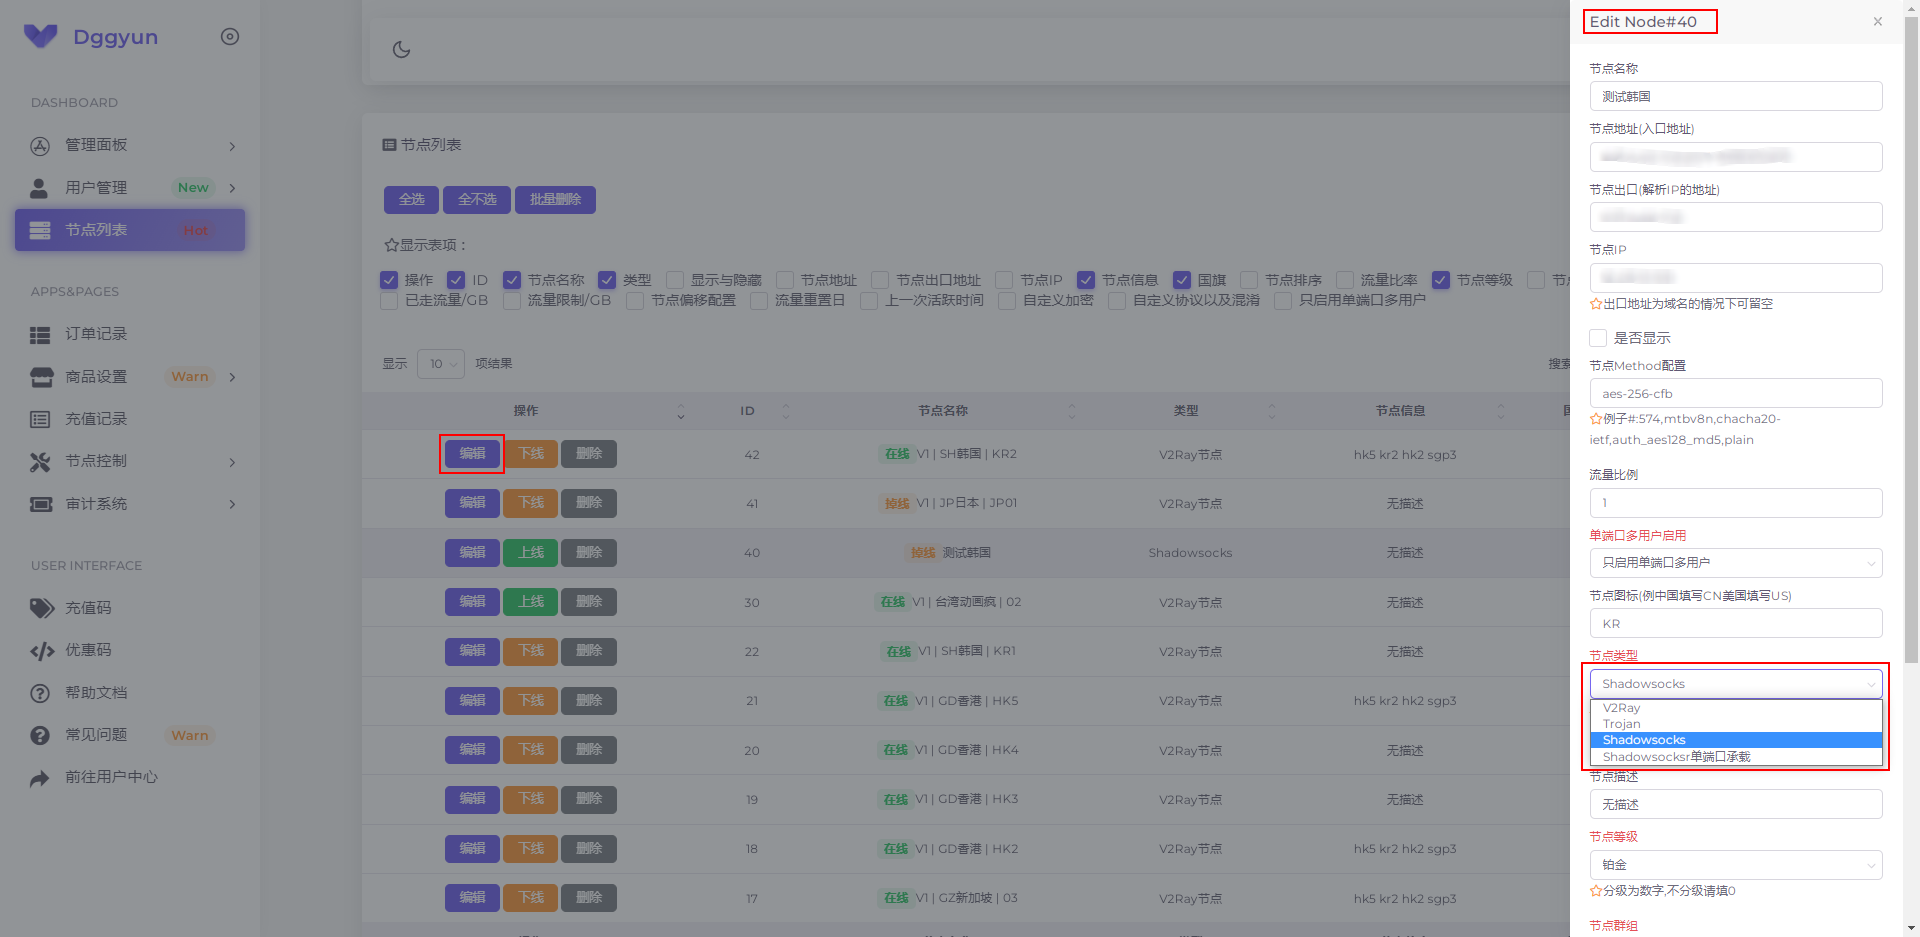 Dggyun
DASHBOARD
管理面板
用户管理 New
节点列表 Hot
APPS&PAGES
订单记录
商品设置 Warn
充值记录
节点控制
审计系统
USER INTERFACE
充值码
优惠码
帮助文档
常见问题 Warn
前往用户中心
节点列表
全选 全不选 批量删除
☆显示表项：
操作 ID 节点名称 类型 显示与隐藏 节点地址 节点出口地址 节点IP 节点信息 国旗 节点排序 流量比率 节点等级 节
已走流量/GB 流量限制/GB 节点偏移配置 流量重置日 上一次活跃时间 自定义加密 自定义协议以及混淆 只启用单端口多用户
显示 10 项结果 搜索
操作 ID 节点名称 类型 节点信息
编辑 下线 删除 42 在线 V1 | SH韩国 | KR2 V2Ray节点 hk5 kr2 hk2 sgp3
编辑 下线 删除 41 掉线 V1 | JP日本 | JP01 V2Ray节点 无描述
编辑 上线 删除 40 掉线 测试韩国 Shadowsocks 无描述
编辑 上线 删除 30 在线 V1 | 台湾动画疯 | 02 V2Ray节点 无描述
编辑 下线 删除 22 在线 V1 | SH韩国 | KR1 V2Ray节点 无描述
编辑 下线 删除 21 在线 V1 | GD香港 | HK5 V2Ray节点 hk5 kr2 hk2 sgp3
编辑 下线 删除 20 在线 V1 | GD香港 | HK4 V2Ray节点 无描述
编辑 下线 删除 19 在线 V1 | GD香港 | HK3 V2Ray节点 无描述
编辑 下线 删除 18 在线 V1 | GD香港 | HK2 V2Ray节点 hk5 kr2 hk2 sgp3
编辑 下线 删除 17 在线 V1 | GZ新加坡 | 03 V2Ray节点 hk5 kr2 hk2 sgp3
Edit Node#40 ×
节点名称
测试韩国
节点地址(入口地址)
节点出口(解析IP的地址)
节点IP
☆出口地址为域名的情况下可留空
是否显示
节点Method配置
aes-256-cfb
☆例子#:574,mtbv8n,chacha20-
ietf,auth_aes128_md5,plain
流量比例
1
单端口多用户启用
只启用单端口多用户
节点图标(例中国填写CN美国填写US)
KR
节点类型
Shadowsocks
V2Ray
Trojan
Shadowsocks
Shadowsocksr单端口承载
节点描述
无描述
节点等级
铂金
☆分级为数字,不分级请填0
节点群组